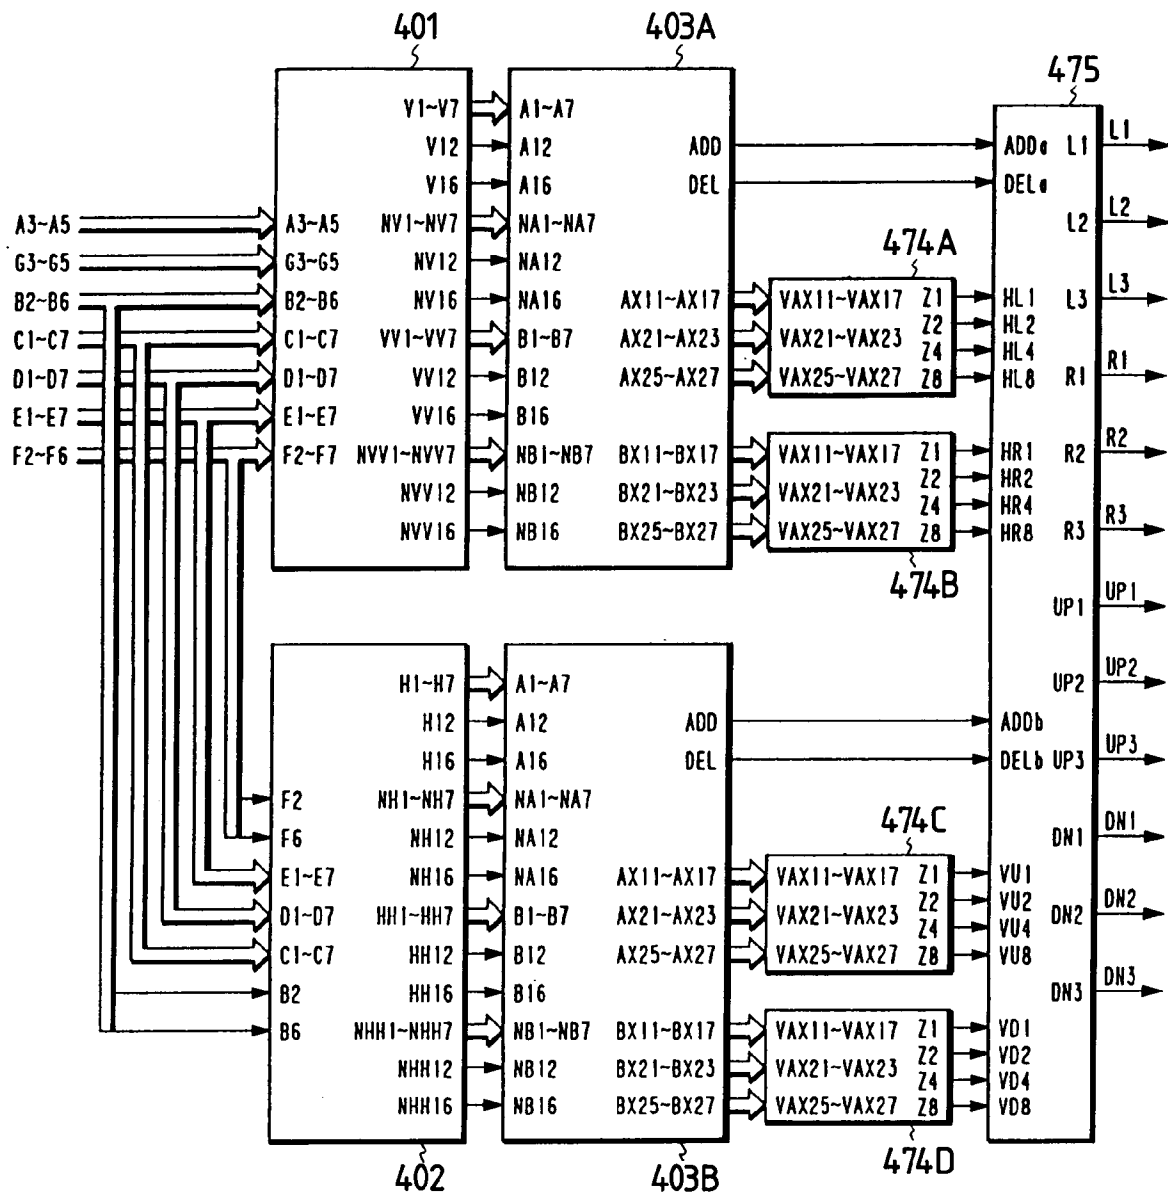 401
403A
475
V1~V7
V12
V16
NV1~NV7
NV12
NV16
VV1~VV7
VV12
VV16
NVV1~NVV7
NVV12
NVV16
A3~A5
G3~G5
B2~B6
C1~C7
D1~D7
E1~E7
F2~F6
A3~A5
G3~G5
B2~B6
C1~C7
D1~D7
E1~E7
F2~F7
A1~A7
A12
A16
NA1~NA7
NA12
NA16
B1~B7
B12
B16
NB1~NB7
NB12
NB16
ADD
DEL
AX11~AX17
AX21~AX23
AX25~AX27
BX11~BX17
BX21~BX23
BX25~BX27
474A
VAX11~VAX17
VAX21~VAX23
VAX25~VAX27
Z1
Z2
Z4
Z8
VAX11~VAX17
VAX21~VAX23
VAX25~VAX27
Z1
Z2
Z4
Z8
474B
ADDa
DELa
HL1
HL2
HL4
HL8
HR1
HR2
HR4
HR8
ADDb
DELb
VU1
VU2
VU4
VU8
VD1
VD2
VD4
VD8
L1
L2
L3
R1
R2
R3
UP1
UP2
UP3
DN1
DN2
DN3
L1
L2
L3
R1
R2
R3
UP1
UP2
UP3
DN1
DN2
DN3
F2
F6
E1~E7
D1~D7
C1~C7
B2
B6
H1~H7
H12
H16
NH1~NH7
NH12
NH16
HH1~HH7
HH12
HH16
NHH1~NHH7
NHH12
NHH16
402
A1~A7
A12
A16
NA1~NA7
NA12
NA16
B1~B7
B12
B16
NB1~NB7
NB12
NB16
ADD
DEL
AX11~AX17
AX21~AX23
AX25~AX27
BX11~BX17
BX21~BX23
BX25~BX27
403B
474C
VAX11~VAX17
VAX21~VAX23
VAX25~VAX27
Z1
Z2
Z4
Z8
VAX11~VAX17
VAX21~VAX23
VAX25~VAX27
Z1
Z2
Z4
Z8
474D